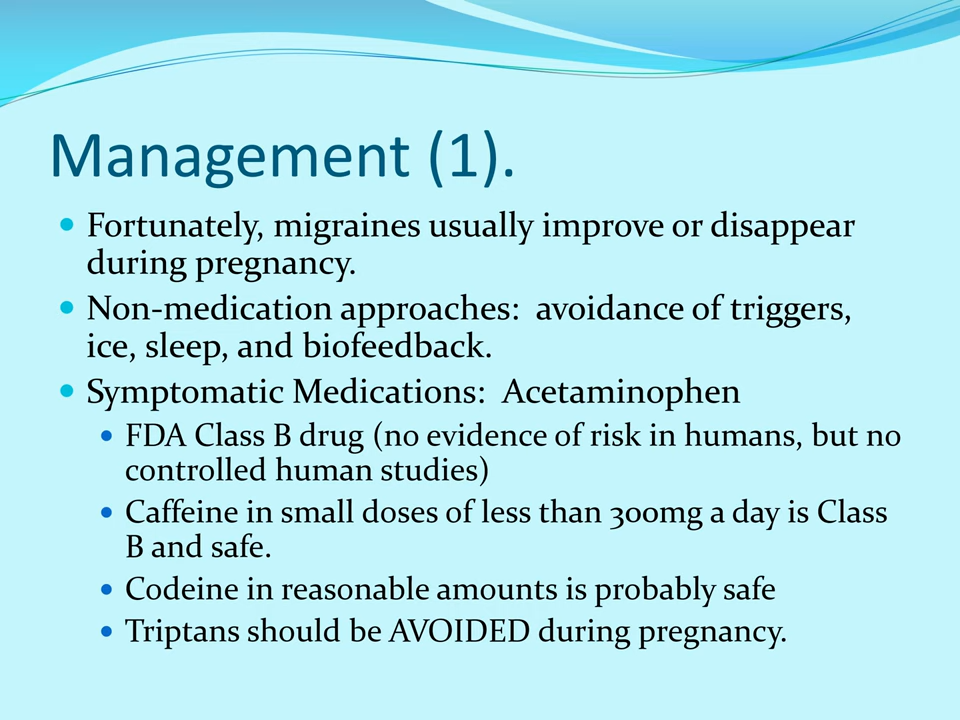 Management (1).
Fortunately, migraines usually improve or disappear
during pregnancy.
Non-medication approaches:  avoidance of triggers,
ice, sleep, and biofeedback.
Symptomatic Medications:  Acetaminophen
FDA Class B drug (no evidence of risk in humans, but no
controlled human studies)
Caffeine in small doses of less than 300mg a day is Class
B and safe.
Codeine in reasonable amounts is probably safe
Triptans should be AVOIDED during pregnancy.